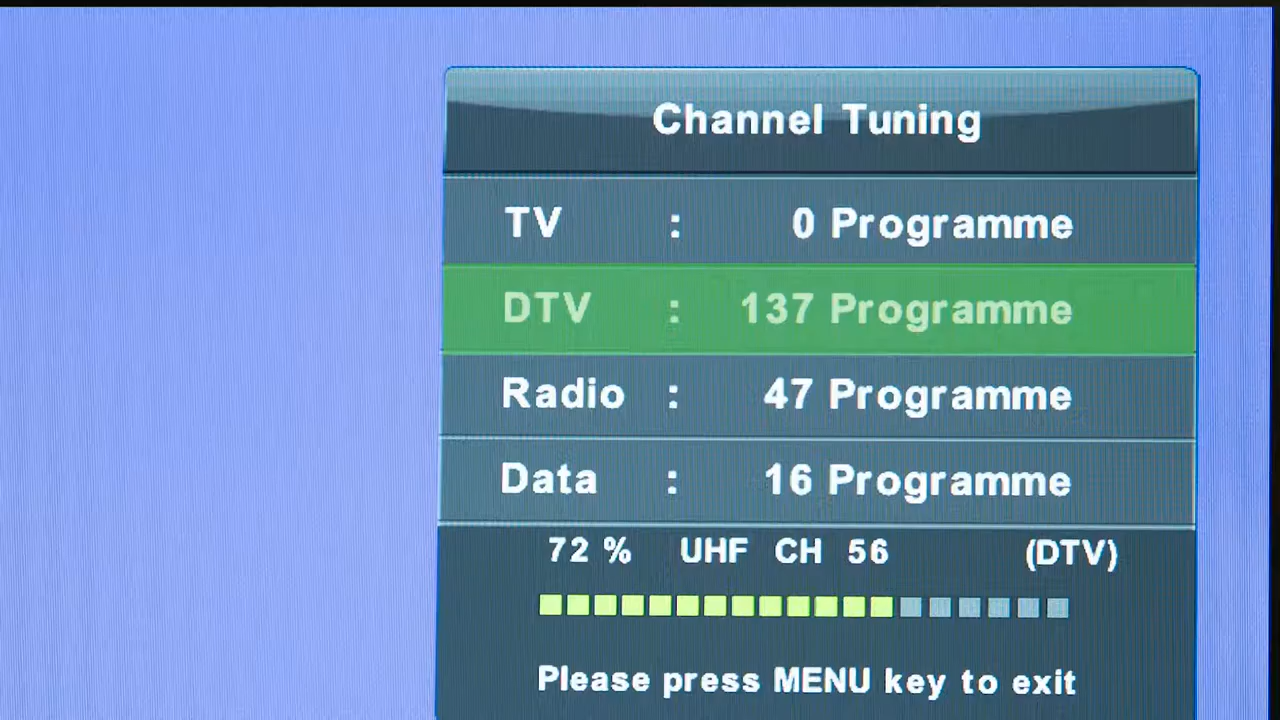 Channel Tuning
TV : 0 Programme
DTV : 137 Programme
Radio : 47 Programme
Data : 16 Programme
72 % UHF CH 56 (DTV)
Please press MENU key to exit